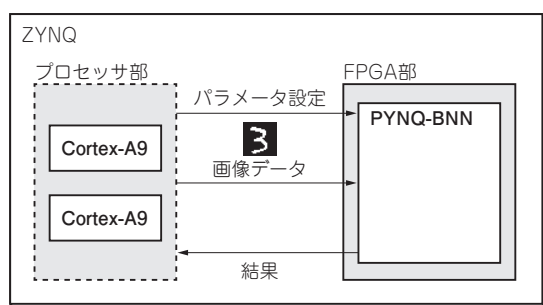 ZYNQ
プロセッサ部
FPGA部
パラメータ設定
PYNQ-BNN
Cortex-A9
3
画像データ
Cortex-A9
結果